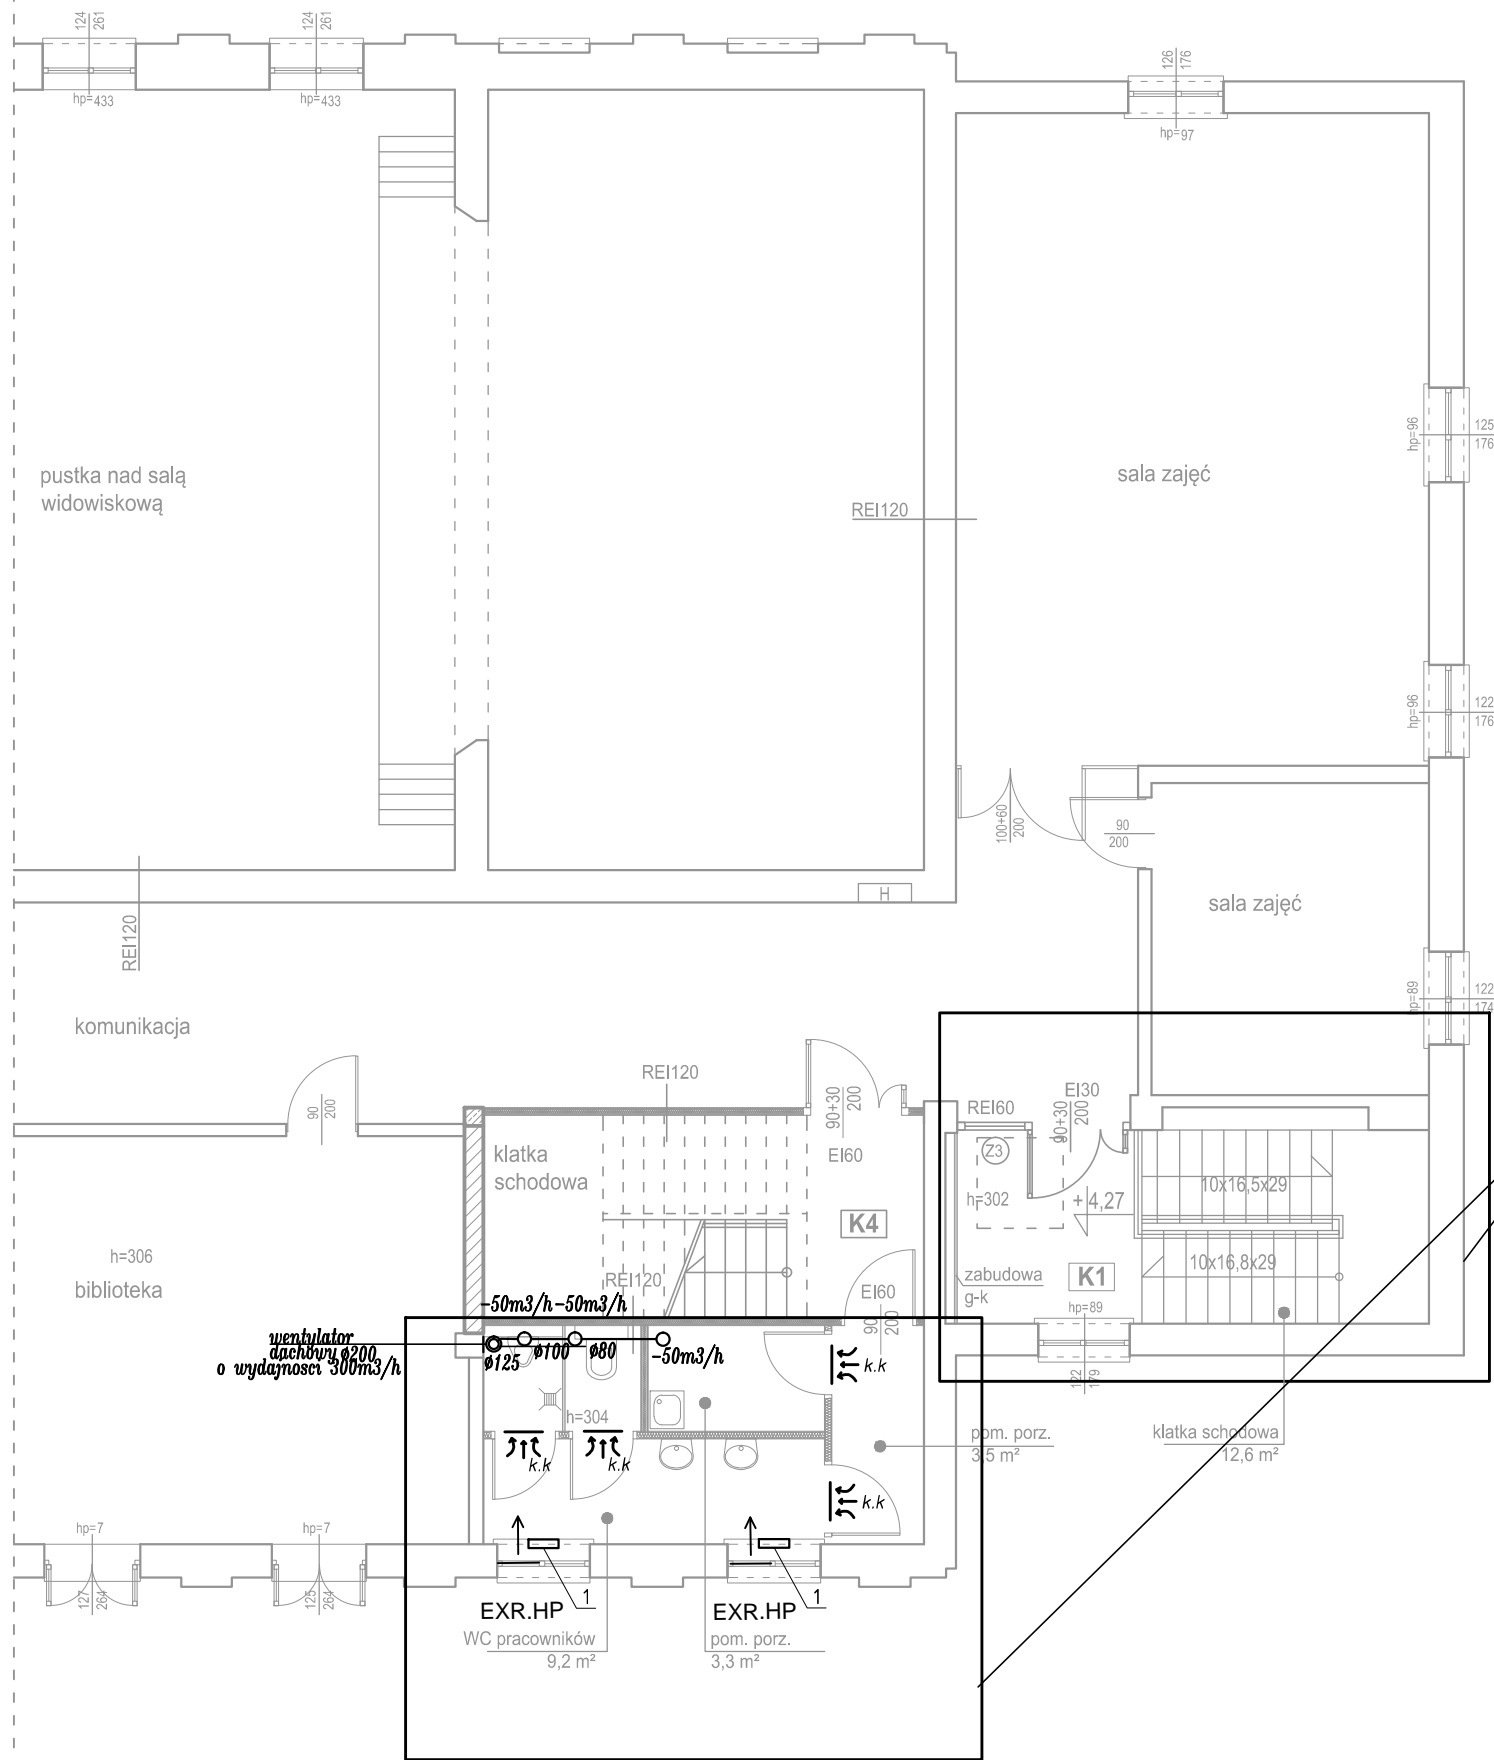 124
261
124
261
126
176
hp=433
hp=433
hp=97
hp=96
125
176
pustka nad salą
widowiskową
sala zajęć
REI120
hp=96
122
176
100+60
200
90
200
H
sala zajęć
REI120
hp=89
122
174
komunikacja
REI120
90
200
90+30
200
EI60
EI30
REI60
90+30
200
klatka
schodowa
Z3
h=302
+4,27
10x16,5x29
K4
h=306
biblioteka
REI120
EI60
90
200
zabudowa
g-k
K1
10x16,8x29
hp=89
-50m3/h
-50m3/h
wentylator
dachowy ø200
o wydajności 300m3/h
ø125
ø100
ø80
-50m3/h
k.k
122
179
h=304
k.k
k.k
pom. porz.
3,5 m²
klatka schodowa
12,6 m²
k.k
hp=7
hp=7
127
264
125
264
EXR.HP
1
EXR.HP
1
WC pracowników
9,2 m²
pom. porz.
3,3 m²